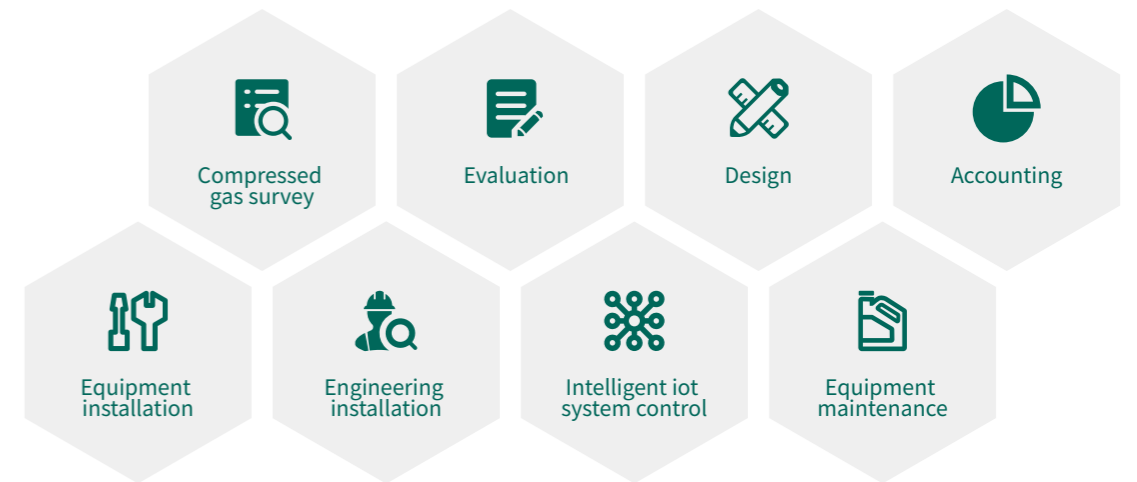 Compressed
gas survey
Evaluation
Design
Accounting
Equipment
installation
Engineering
installation
Intelligent iot
system control
Equipment
maintenance